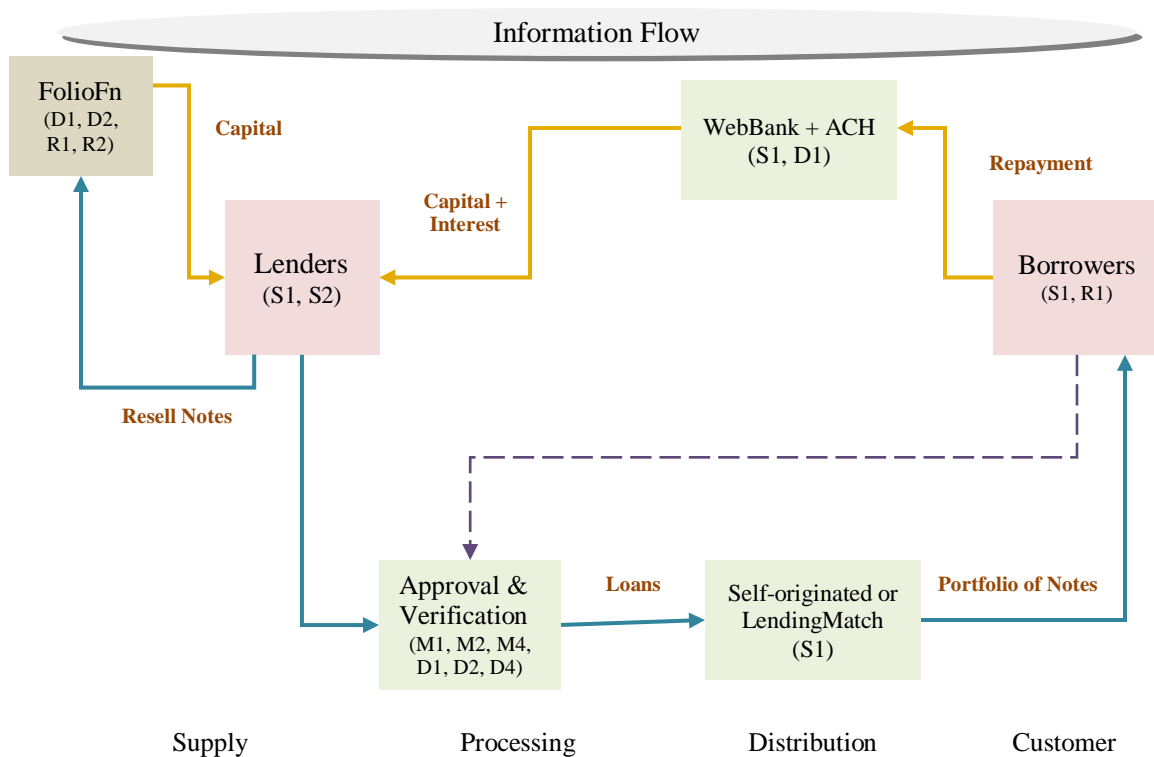 Information Flow
FolioFn
(D1, D2,
R1, R2)
Capital
WebBank + ACH
(S1, D1)
Repayment
Capital +
Interest
Lenders
(S1, S2)
Borrowers
(S1, R1)
Resell Notes
Approval &
Verification
(M1, M2, M4,
D1, D2, D4)
Loans
Self-originated or
LendingMatch
(S1)
Portfolio of Notes
Supply
Processing
Distribution
Customer